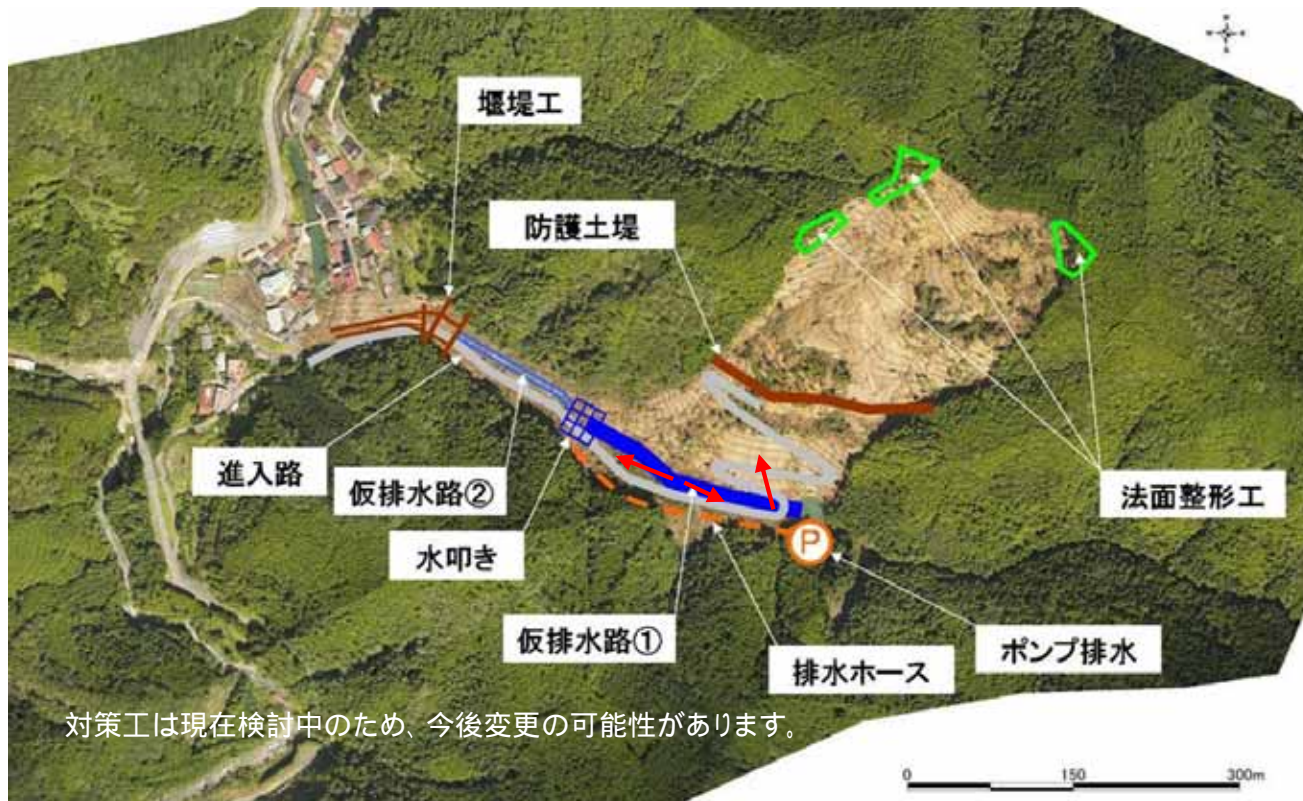 堰堤工
防護土堤
進入路
仮排水路②
水叩き
仮排水路①
排水ホース
P
ポンプ排水
法面整形工
対策工は現在検討中のため、今後変更の可能性があります。
0 150 300m